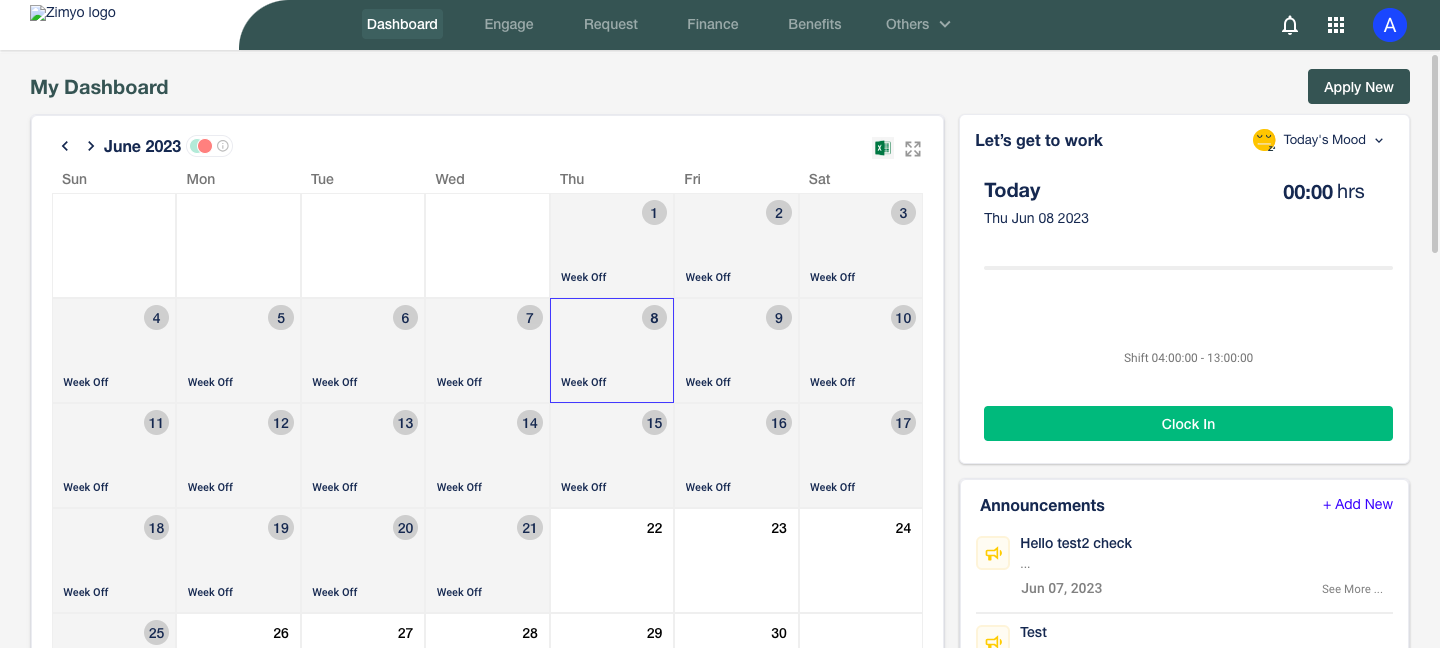 Zimyo logo
Dashboard Engage Request Finance Benefits Others
A
My Dashboard
Apply New
June 2023
Sun Mon Tue Wed Thu Fri Sat
1 2 3
Week Off Week Off Week Off
4 5 6 7 8 9 10
Week Off Week Off Week Off Week Off Week Off Week Off Week Off
11 12 13 14 15 16 17
Week Off Week Off Week Off Week Off Week Off Week Off Week Off
18 19 20 21 22 23 24
Week Off Week Off Week Off Week Off
25 26 27 28 29 30
Let's get to work
Today's Mood
Today
00:00 hrs
Thu Jun 08 2023
Shift 04:00:00 - 13:00:00
Clock In
Announcements
+ Add New
Hello test2 check
...
Jun 07, 2023
See More ...
Test